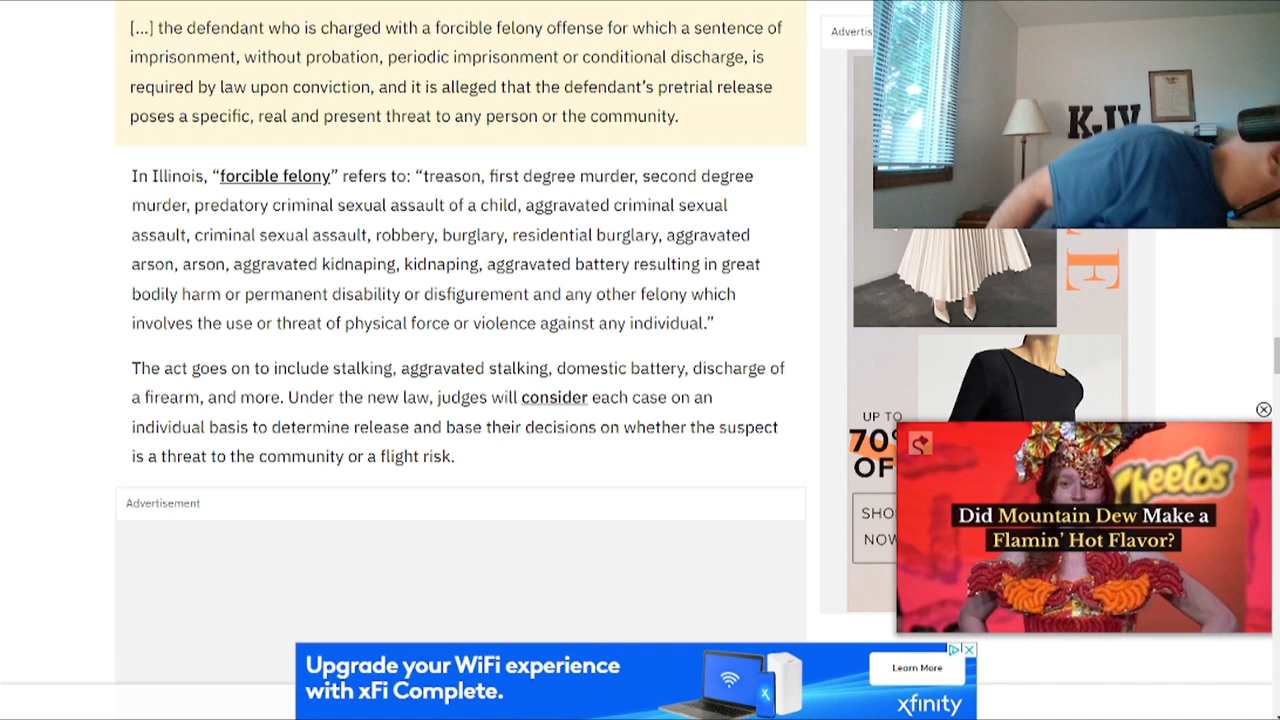 [...] the defendant who is charged with a forcible felony offense for which a sentence of
imprisonment, without probation, periodic imprisonment or conditional discharge, is
required by law upon conviction, and it is alleged that the defendant's pretrial release
poses a specific, real and present threat to any person or the community.
In Illinois, “forcible felony” refers to: “treason, first degree murder, second degree
murder, predatory criminal sexual assault of a child, aggravated criminal sexual
assault, criminal sexual assault, robbery, burglary, residential burglary, aggravated
arson, arson, aggravated kidnaping, kidnaping, aggravated battery resulting in great
bodily harm or permanent disability or disfigurement and any other felony which
involves the use or threat of physical force or violence against any individual.”
The act goes on to include stalking, aggravated stalking, domestic battery, discharge of
a firearm, and more. Under the new law, judges will consider each case on an
individual basis to determine release and base their decisions on whether the suspect
is a threat to the community or a flight risk.
Advertisement
Advertis
KJV
E
UP TO
70%
OF
SHO
NOW
Cheetos
Did Mountain Dew Make a
Flamin' Hot Flavor?
Upgrade your WiFi experience
with xFi Complete.
Learn More
xfinity